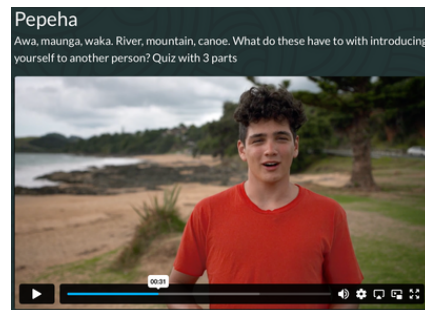 Pepeha
Awa, maunga, waka. River, mountain, canoe. What do these have to with introducing
yourself to another person? Quiz with 3 parts
00:31